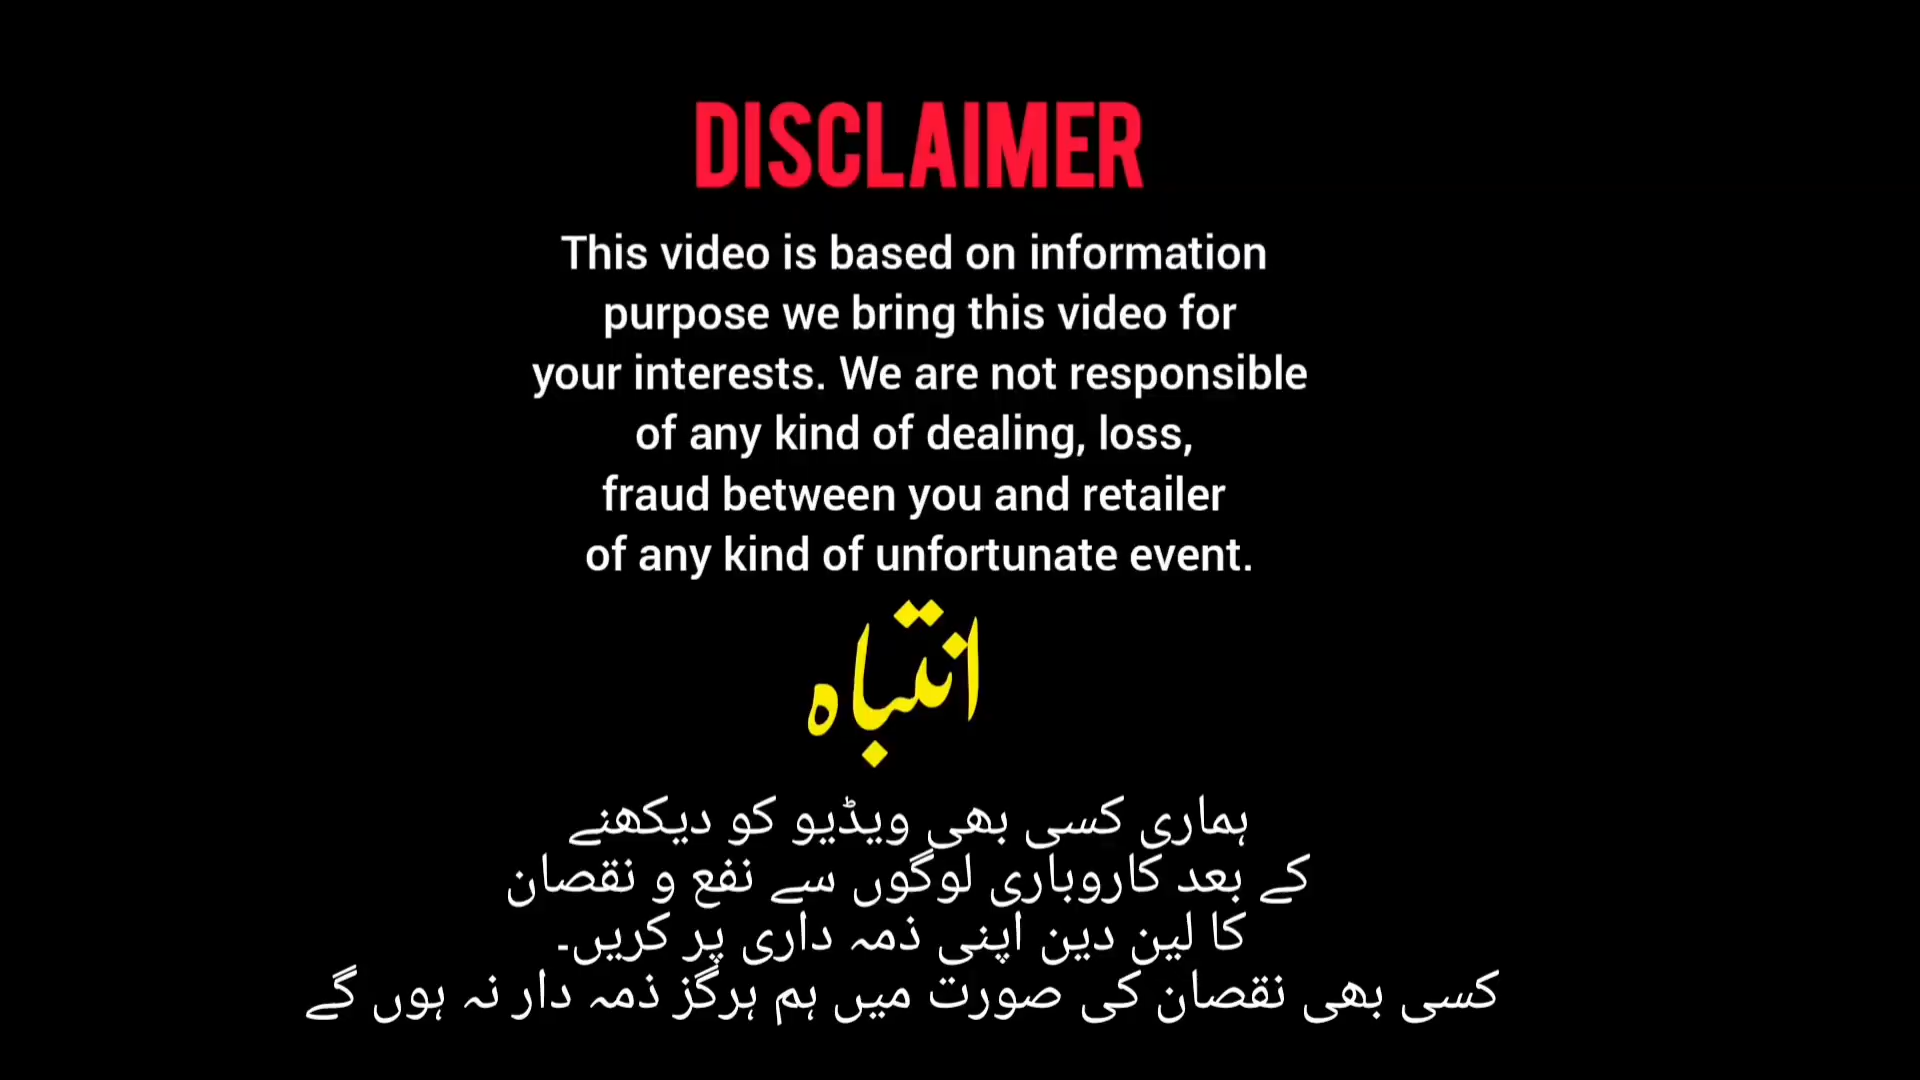 DISCLAIMER
This video is based on information
purpose we bring this video for
your interests. We are not responsible
of any kind of dealing, loss,
fraud between you and retailer
of any kind of unfortunate event.
انتباہ
ہماری کسی بھی ویڈیو کو دیکھنے
کے بعد کاروباری لوگوں سے نفع و نقصان
کا لین دین اپنی ذمہ داری پر کریں۔
کسی بھی نقصان کی صورت میں ہم ہرگز ذمہ دار نہ ہوں گے